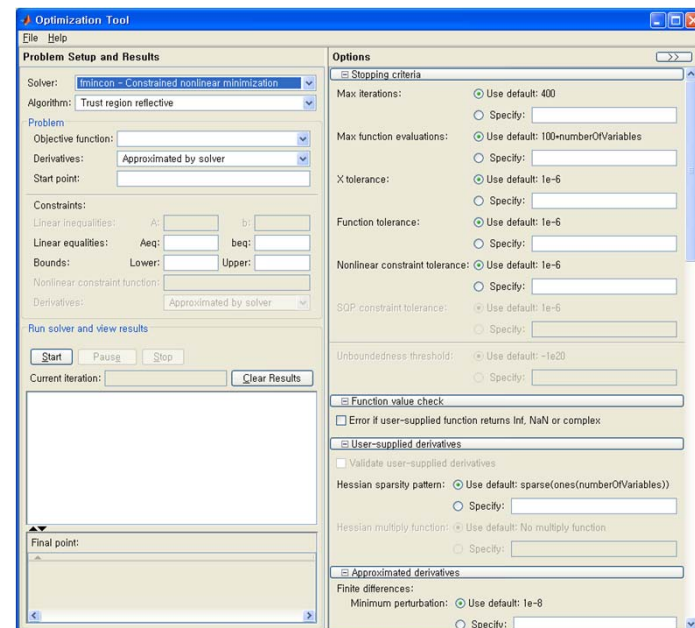 Optimization Tool
File Help
Problem Setup and Results
Solver: fmincon - Constrained nonlinear minimization
Algorithm: Trust region reflective
Problem
Objective function:
Derivatives: Approximated by solver
Start point:
Constraints:
Linear inequalities: A: b:
Linear equalities: Aeq: beq:
Bounds: Lower: Upper:
Nonlinear constraint function:
Derivatives: Approximated by solver
Run solver and view results
Start Pause Stop
Current iteration: Clear Results
Final point:
Options >>
Stopping criteria
Max iterations: Use default: 400
Specify:
Max function evaluations: Use default: 100*numberOfVariables
Specify:
X tolerance: Use default: 1e-6
Specify:
Function tolerance: Use default: 1e-6
Specify:
Nonlinear constraint tolerance: Use default: 1e-6
Specify:
SQP constraint tolerance: Use default: 1e-6
Specify:
Unboundedness threshold: Use default: -1e20
Specify:
Function value check
Error if user-supplied function returns Inf, NaN or complex
User-supplied derivatives
Validate user-supplied derivatives
Hessian sparsity pattern: Use default: sparse(ones(numberOfVariables))
Specify:
Hessian multiply function: Use default: No multiply function
Specify:
Approximated derivatives
Finite differences:
Minimum perturbation: Use default: 1e-8
Specify: